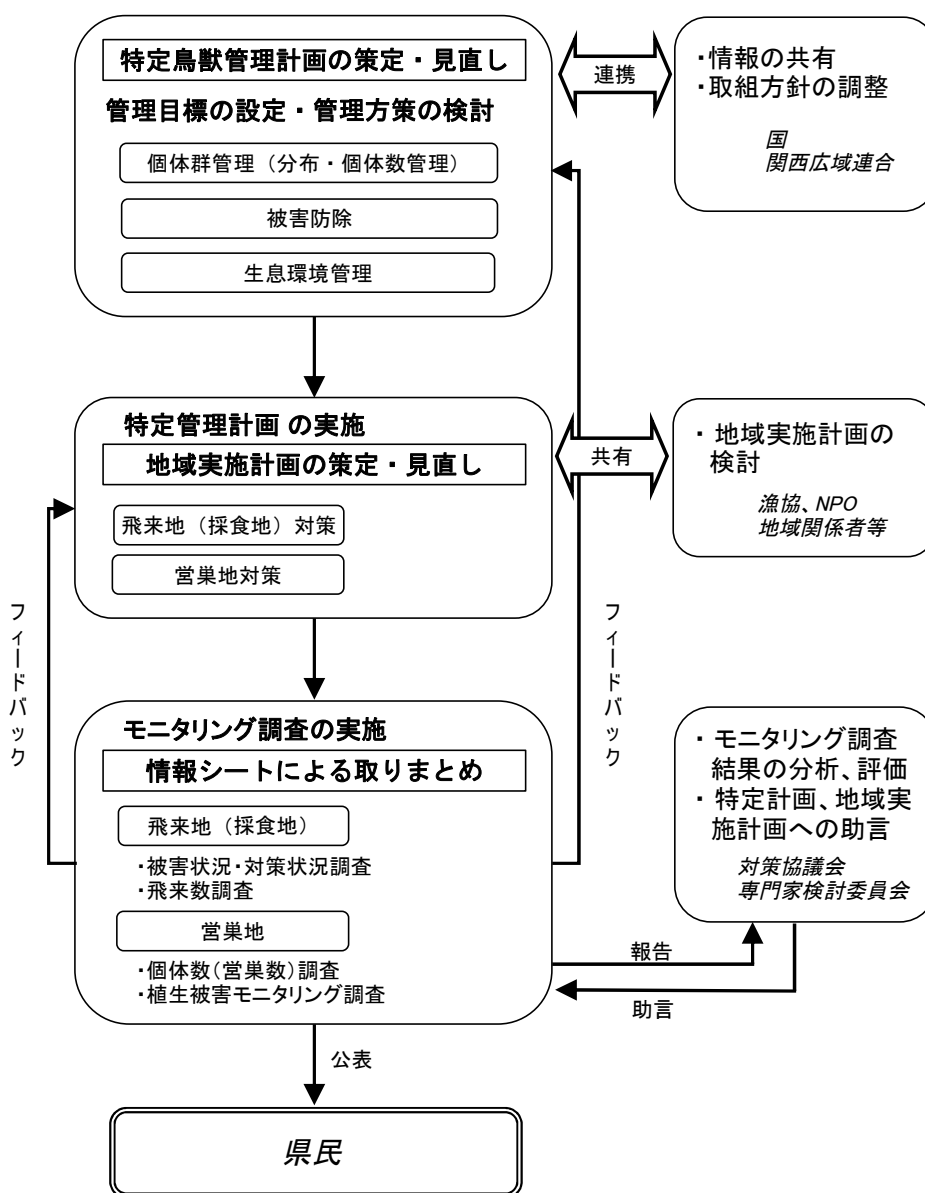 特定鳥獣管理計画の策定・見直し
管理目標の設定・管理方策の検討
個体群管理（分布・個体数管理）
被害防除
生息環境管理
連携
・情報の共有
・取組方針の調整
国
関西広域連合
特定管理計画 の実施
地域実施計画の策定・見直し
飛来地（採食地）対策
営巣地対策
共有
・ 地域実施計画の
検討
漁協、NPO
地域関係者等
フィードバック
フィードバック
モニタリング調査の実施
情報シートによる取りまとめ
飛来地（採食地）
・被害状況・対策状況調査
・飛来数調査
営巣地
・個体数（営巣数）調査
・植生被害モニタリング調査
・ モニタリング調査
結果の分析、評価
・ 特定計画、地域実
施計画への助言
対策協議会
専門家検討委員会
報告
助言
公表
県民